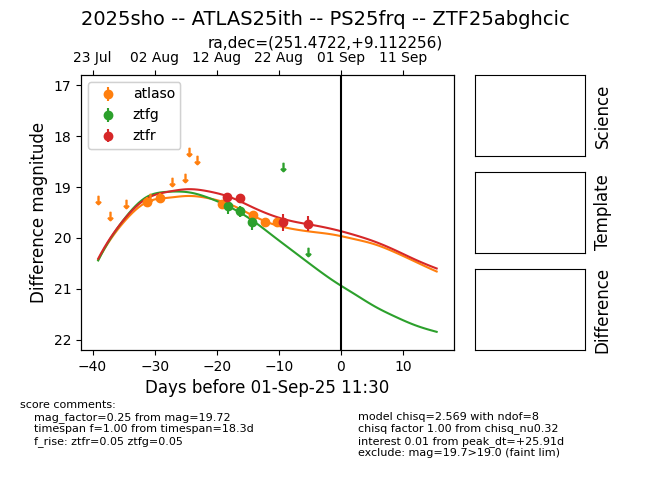 2025sho -- ATLAS25ith -- PS25frq -- ZTF25abghcic
ra,dec=(251.4722,+9.112256)
23 Jul 02 Aug 12 Aug 22 Aug 01 Sep 11 Sep
atlaso
ztfg
ztfr
17
18
19
20
21
22
Difference magnitude
−40 −30 −20 −10 0 10
Days before 01-Sep-25 11:30
Science
Template
Difference
score comments:
mag_factor=0.25 from mag=19.72
timespan f=1.00 from timespan=18.3d
f_rise: ztfr=0.05 ztfg=0.05
model chisq=2.569 with ndof=8
chisq factor 1.00 from chisq_nu0.32
interest 0.01 from peak_dt=+25.91d
exclude: mag=19.7>19.0 (faint lim)